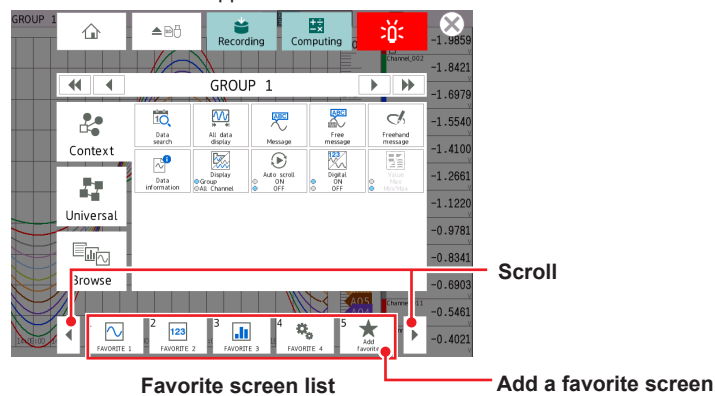 GROUP 1
Recording
Computing
-1.9859
Channel_002
-1.8421
GROUP 1
-1.6979
Context
Data
search
All data
display
Message
Free
message
Freehand
message
-1.5540
-1.4100
Data
information
Display
Group
All Channel
Auto scroll
ON
OFF
Digital
ON
OFF
Value
Max
Min/Max
-1.2661
Universal
-1.1220
-0.9781
-0.8341
Browse
-0.6903
Scroll
A05
-0.5461
1
FAVORITE 1
2
123
FAVORITE 2
3
FAVORITE 3
4
FAVORITE 4
5
Add
favorite
-0.4021
Favorite screen list
Add a favorite screen